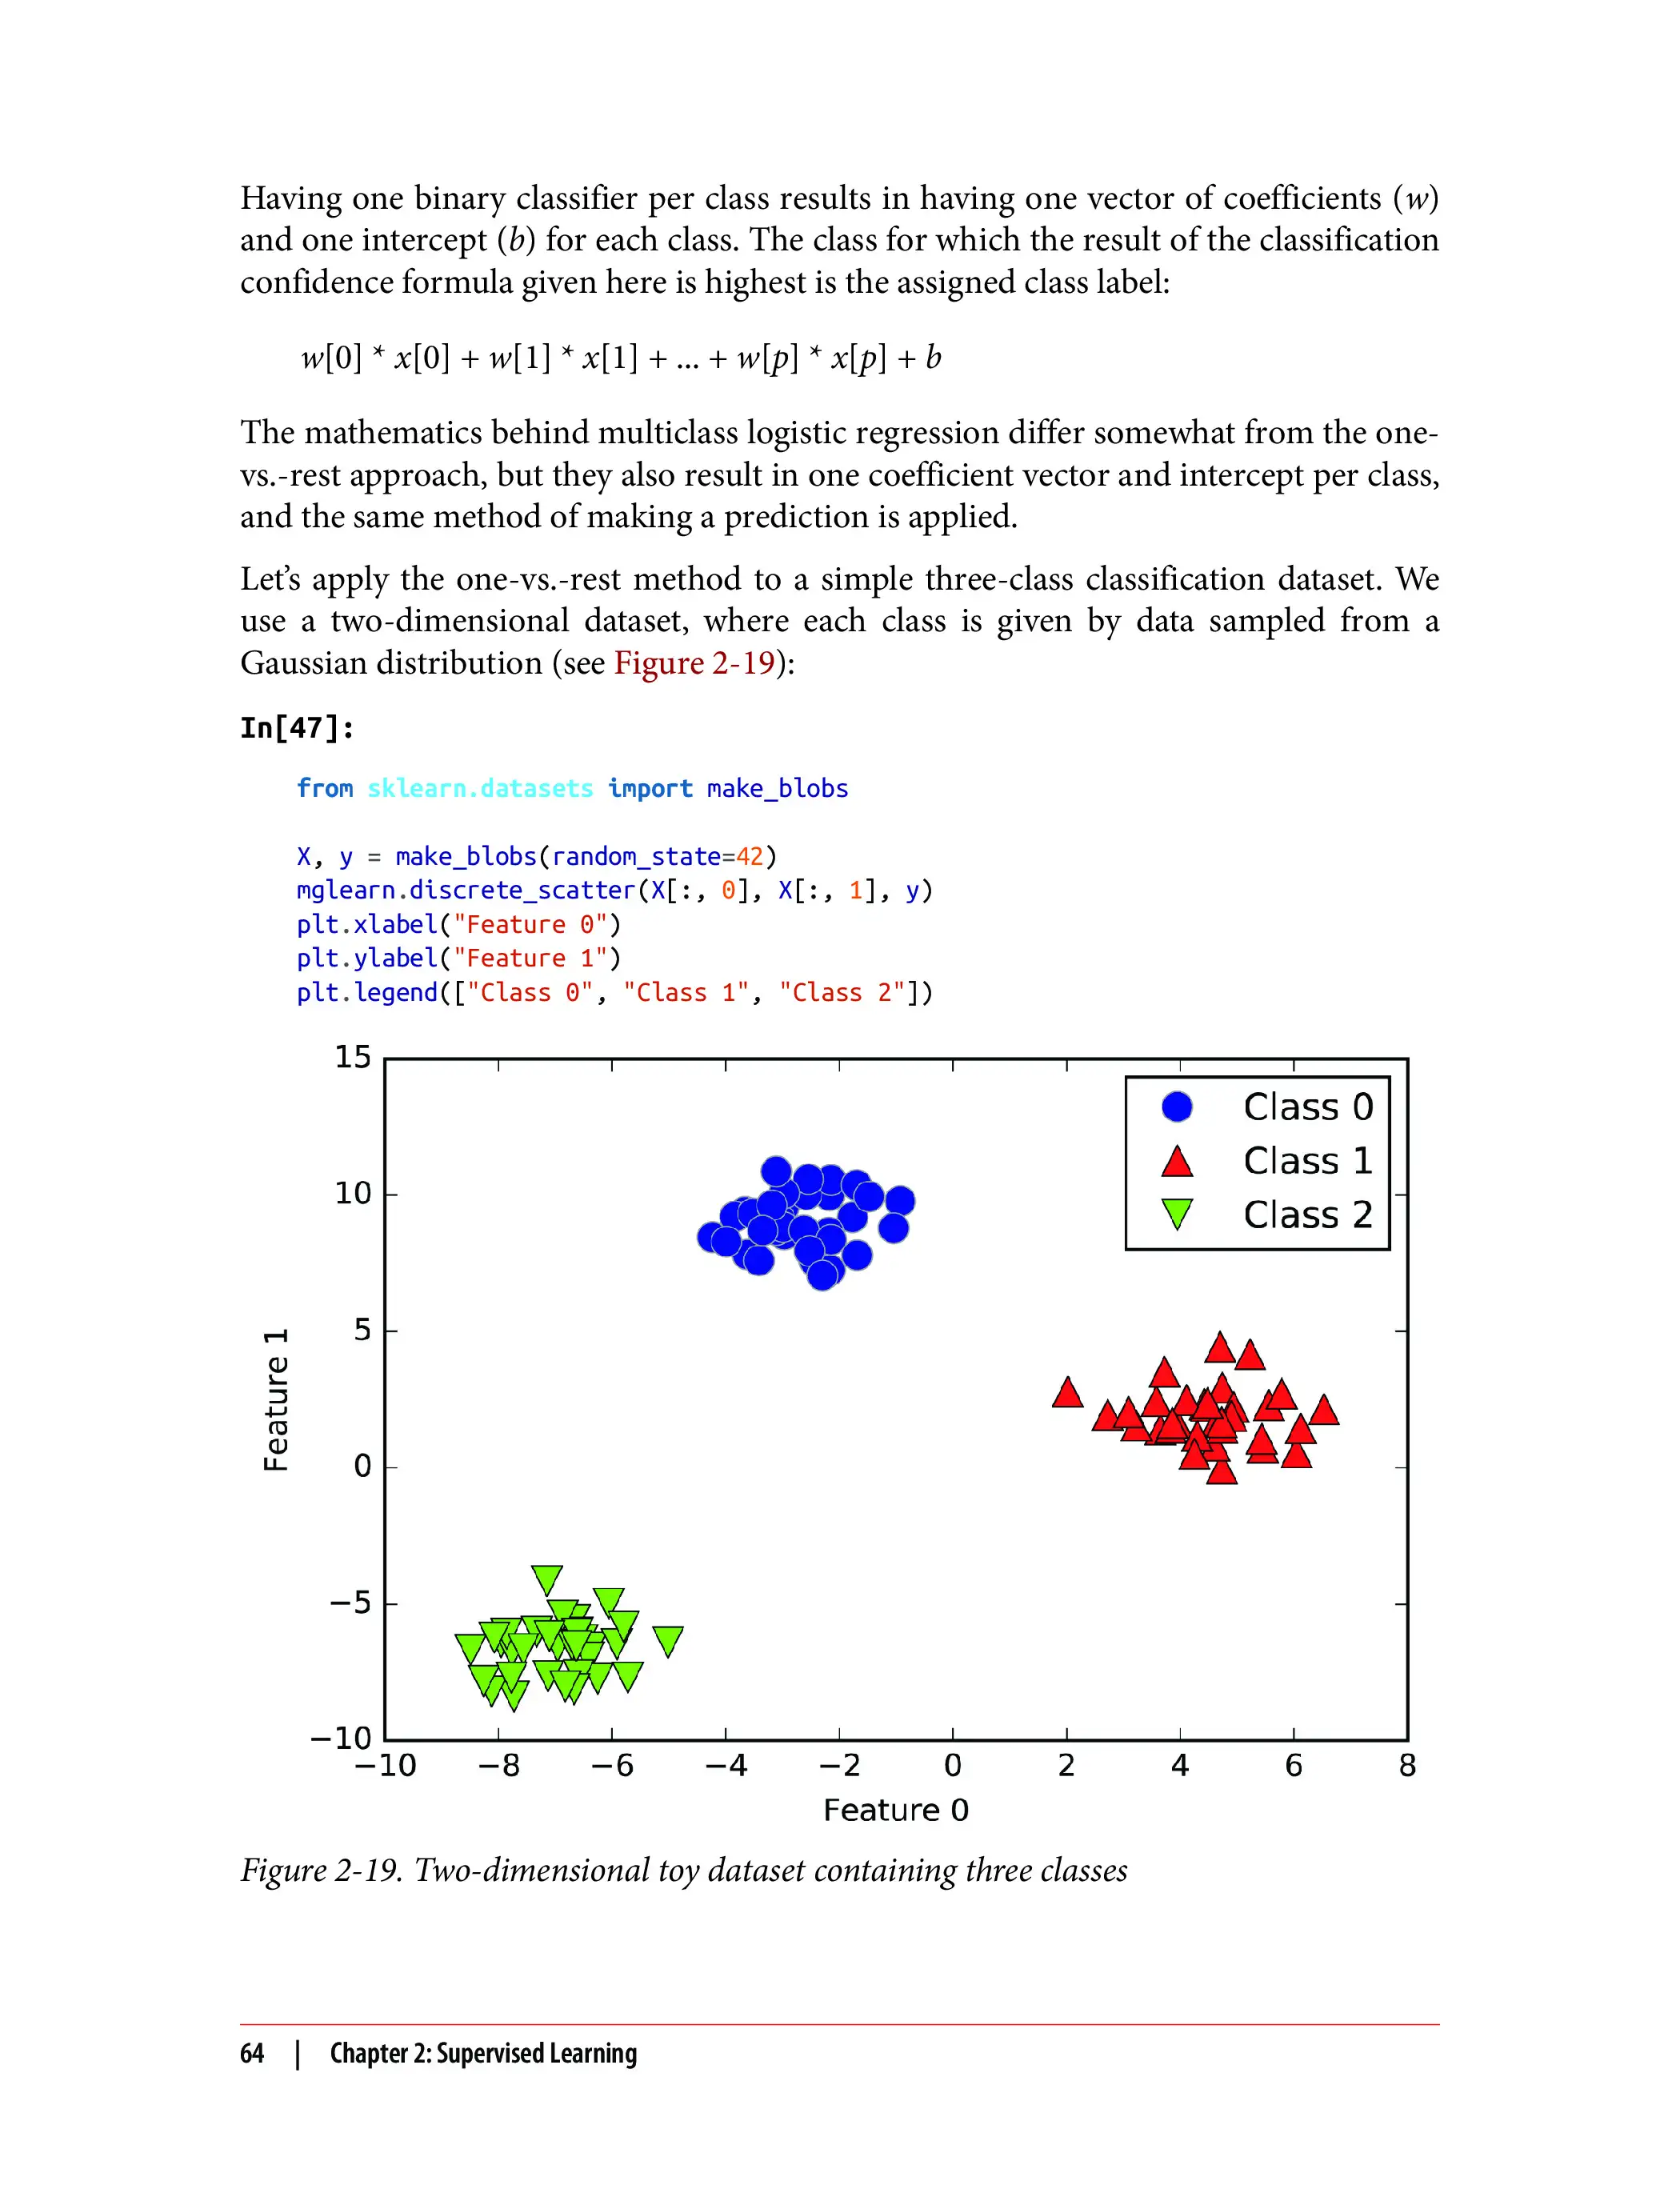 Having one binary classifier per class results in having one vector of coefficients (w)
and one intercept (b) for each class. The class for which the result of the classification
confidence formula given here is highest is the assigned class label:
w[0] * x[0] + w[1] * x[1] + ... + w[p] * x[p] + b
The mathematics behind multiclass logistic regression differ somewhat from the one-
vs.-rest approach, but they also result in one coefficient vector and intercept per class,
and the same method of making a prediction is applied.
Let’s apply the one-vs.-rest method to a simple three-class classification dataset. We
use a two-dimensional dataset, where each class is given by data sampled from a
Gaussian distribution (see Figure 2-19):
In[47]:
from sklearn.datasets import make_blobs
X, y = make_blobs(random_state=42)
mglearn.discrete_scatter(X[:, 0], X[:, 1], y)
plt.xlabel("Feature 0")
plt.ylabel("Feature 1")
plt.legend(["Class 0", "Class 1", "Class 2"])
15
10
5
0
−5
−10
Feature 1
Class 0
Class 1
Class 2
−10 −8 −6 −4 −2 0 2 4 6 8
Feature 0
Figure 2-19. Two-dimensional toy dataset containing three classes
64 | Chapter 2: Supervised Learning